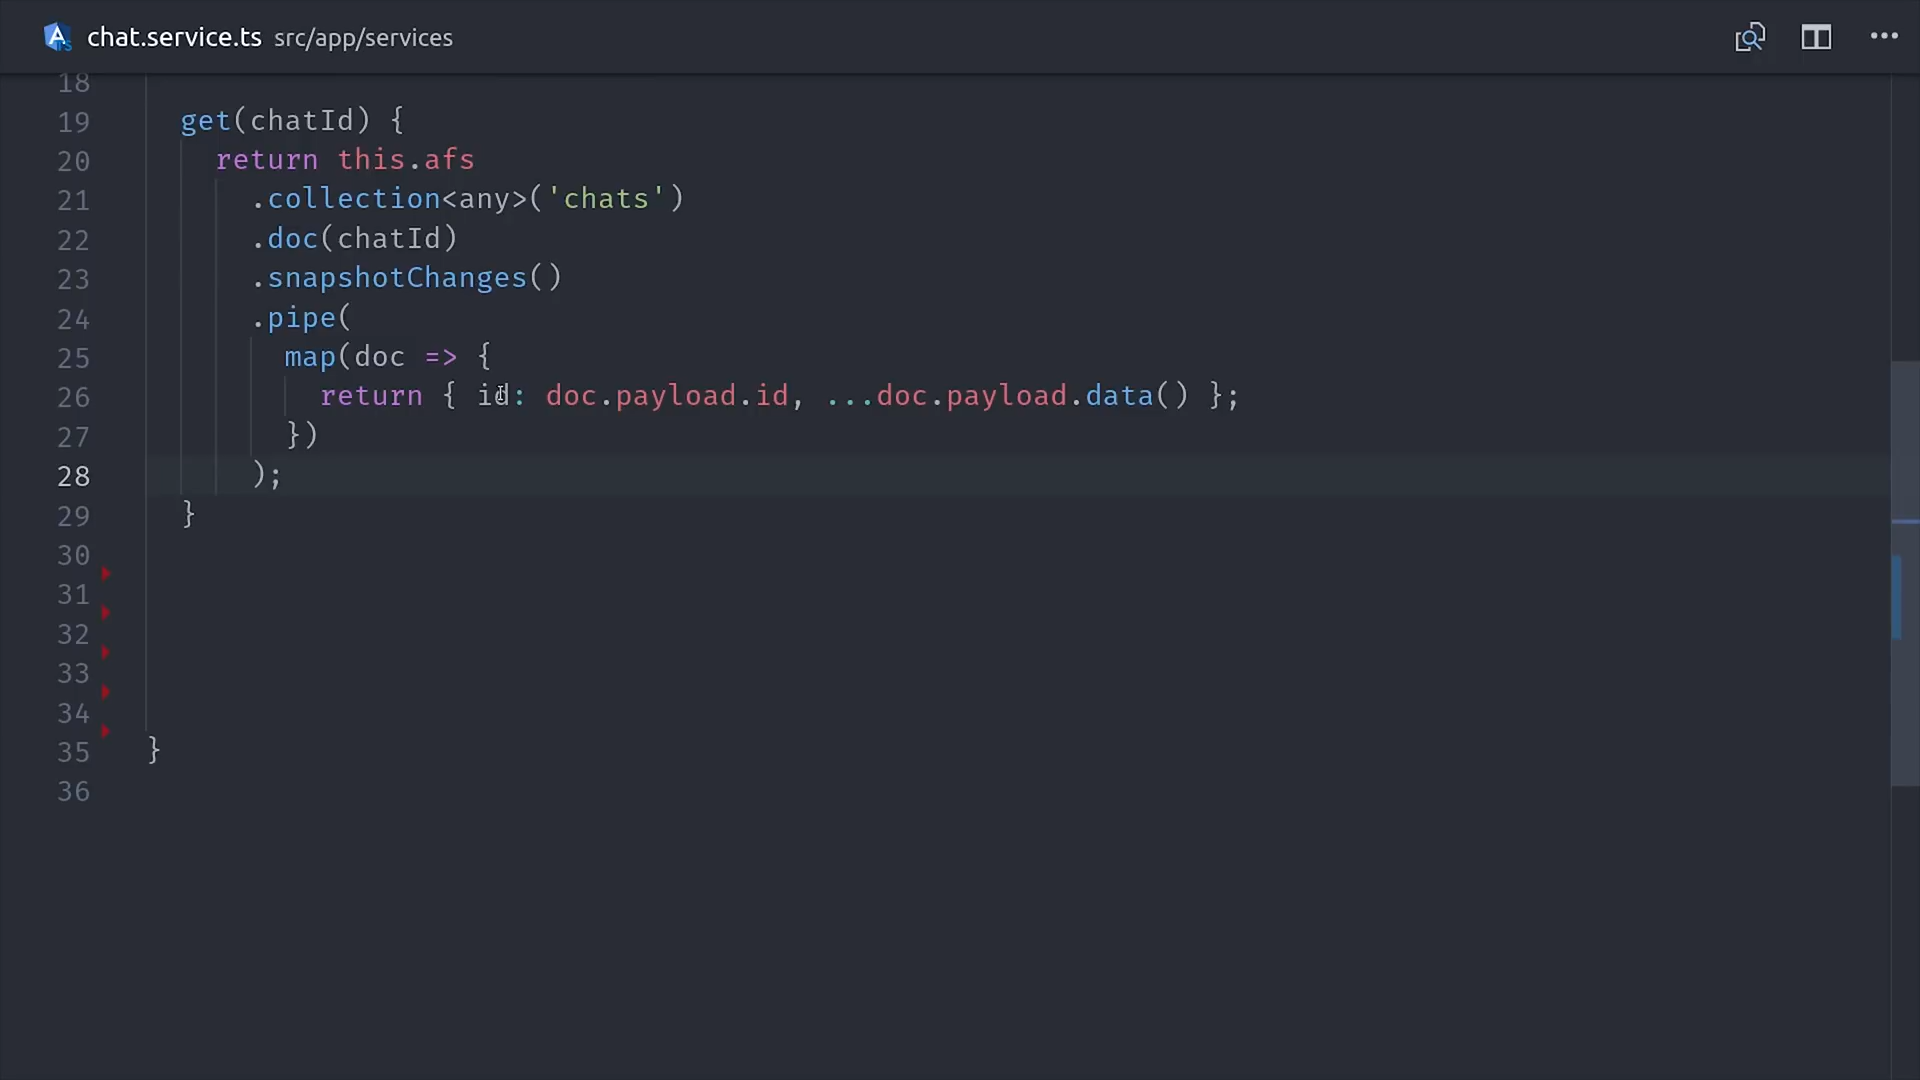 chat.service.ts src/app/services
18
19 get(chatId) {
20 return this.afs
21 .collection<any>('chats')
22 .doc(chatId)
23 .snapshotChanges()
24 .pipe(
25 map(doc => {
26 return { id: doc.payload.id, ...doc.payload.data() };
27 })
28 );
29 }
30
31
32
33
34
35 }
36